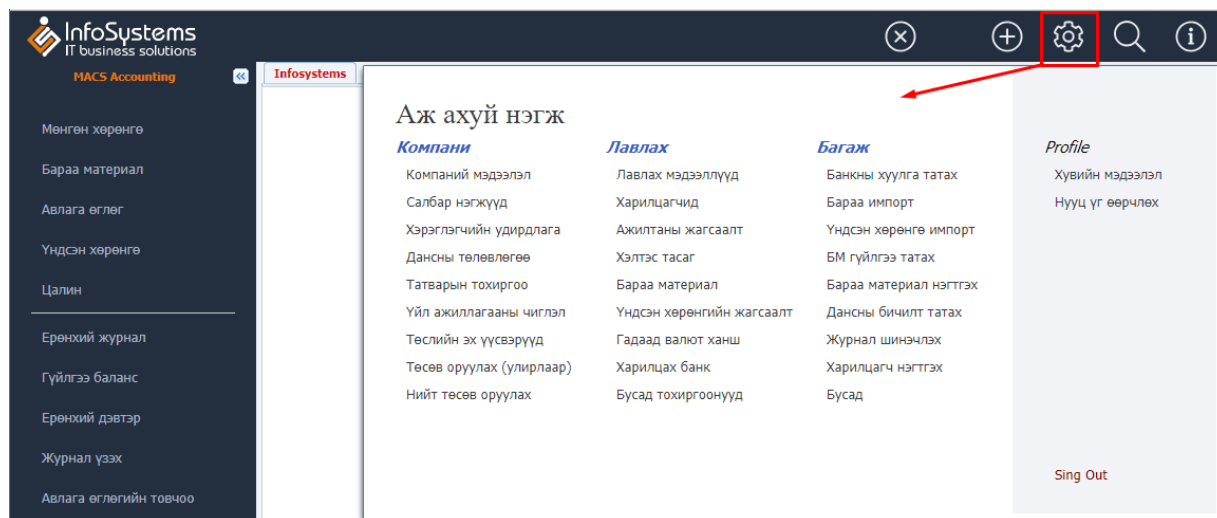 InfoSystems
IT business solutions
MACS Accounting
Infosystems
Мөнгөн хөрөнгө
Бараа материал
Авлага өглөг
Үндсэн хөрөнгө
Цалин
Ерөнхий журнал
Гүйлгээ баланс
Ерөнхий дэвтэр
Журнал үзэх
Авлага өглөгийн товчоо
Аж ахуй нэгж
Компани
Компаний мэдээлэл
Салбар нэгжүүд
Хэрэглэгчийн удирдлага
Дансны төлөвлөгөө
Татварын тохиргоо
Үйл ажиллагааны чиглэл
Төслийн эх үүсвэрүүд
Төсөв оруулах (улирлаар)
Нийт төсөв оруулах
Лавлах
Лавлах мэдээллүүд
Харилцагчид
Ажилтаны жагсаалт
Хэлтэс тасаг
Бараа материал
Үндсэн хөрөнгийн жагсаалт
Гадаад валют ханш
Харилцах банк
Бусад тохиргоонууд
Багаж
Банкны хуулга татах
Бараа импорт
Үндсэн хөрөнгө импорт
БМ гүйлгээ татах
Бараа материал нэгтгэх
Дансны бичилт татах
Журнал шинэчлэх
Харилцагч нэгтгэх
Бусад
Profile
Хувийн мэдээлэл
Нууц үг өөрчлөх
Sing Out